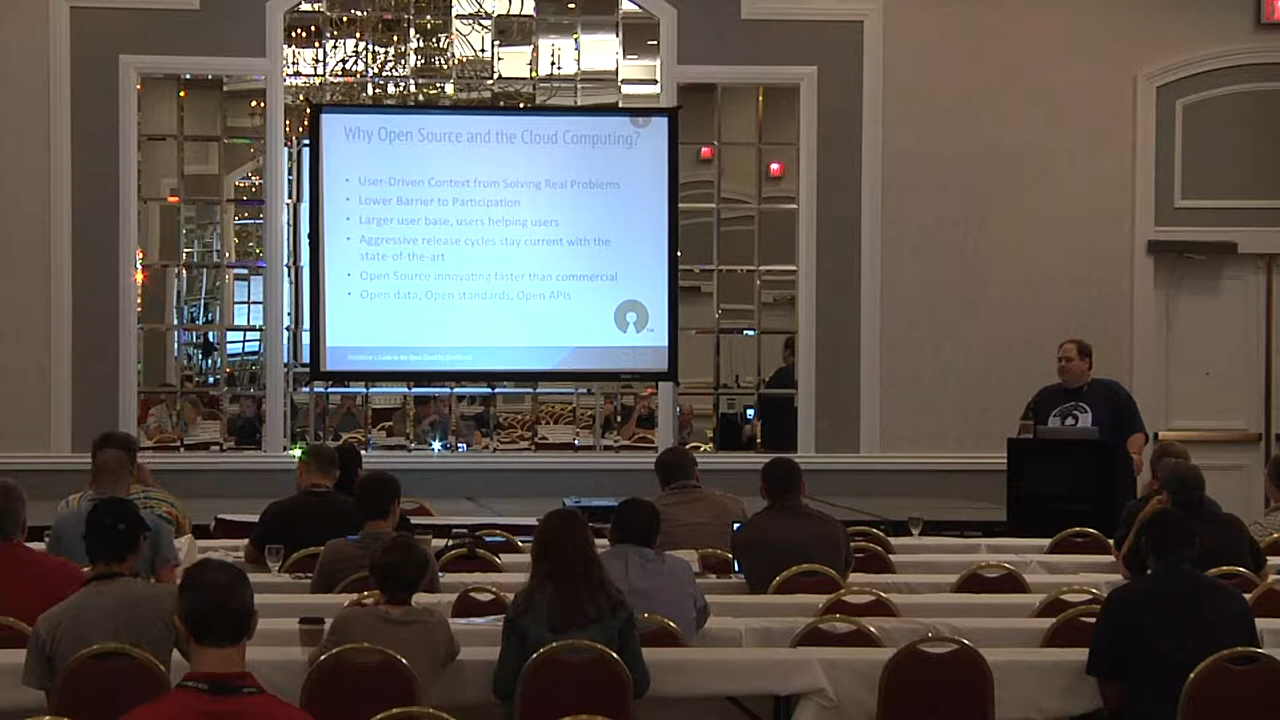 Why Open Source and the Cloud Computing?
• User-Driven Context from Solving Real Problems
• Lower Barrier to Participation
• Larger user base, users helping users
• Aggressive release cycles stay current with the
state-of-the-art
• Open Source innovating faster than commercial
• Open data, Open standards, Open APIs